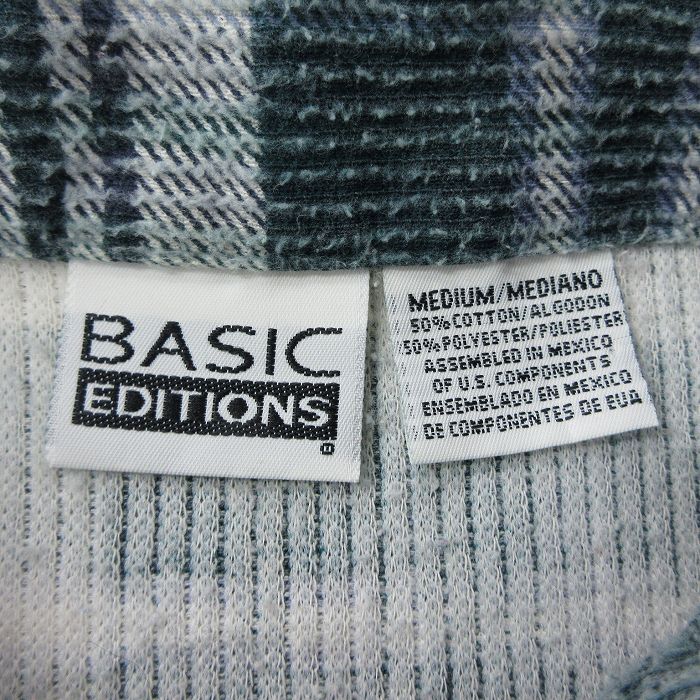 BASIC
EDITIONS
MEDIUM/MEDIANO
50% COTTON/ALGODON
50% POLYESTER/POLIESTER
ASSEMBLED IN MEXICO
OF U.S. COMPONENTS
ENSEMBLADO EN MEXICO
DE COMPONENTES DE EUA